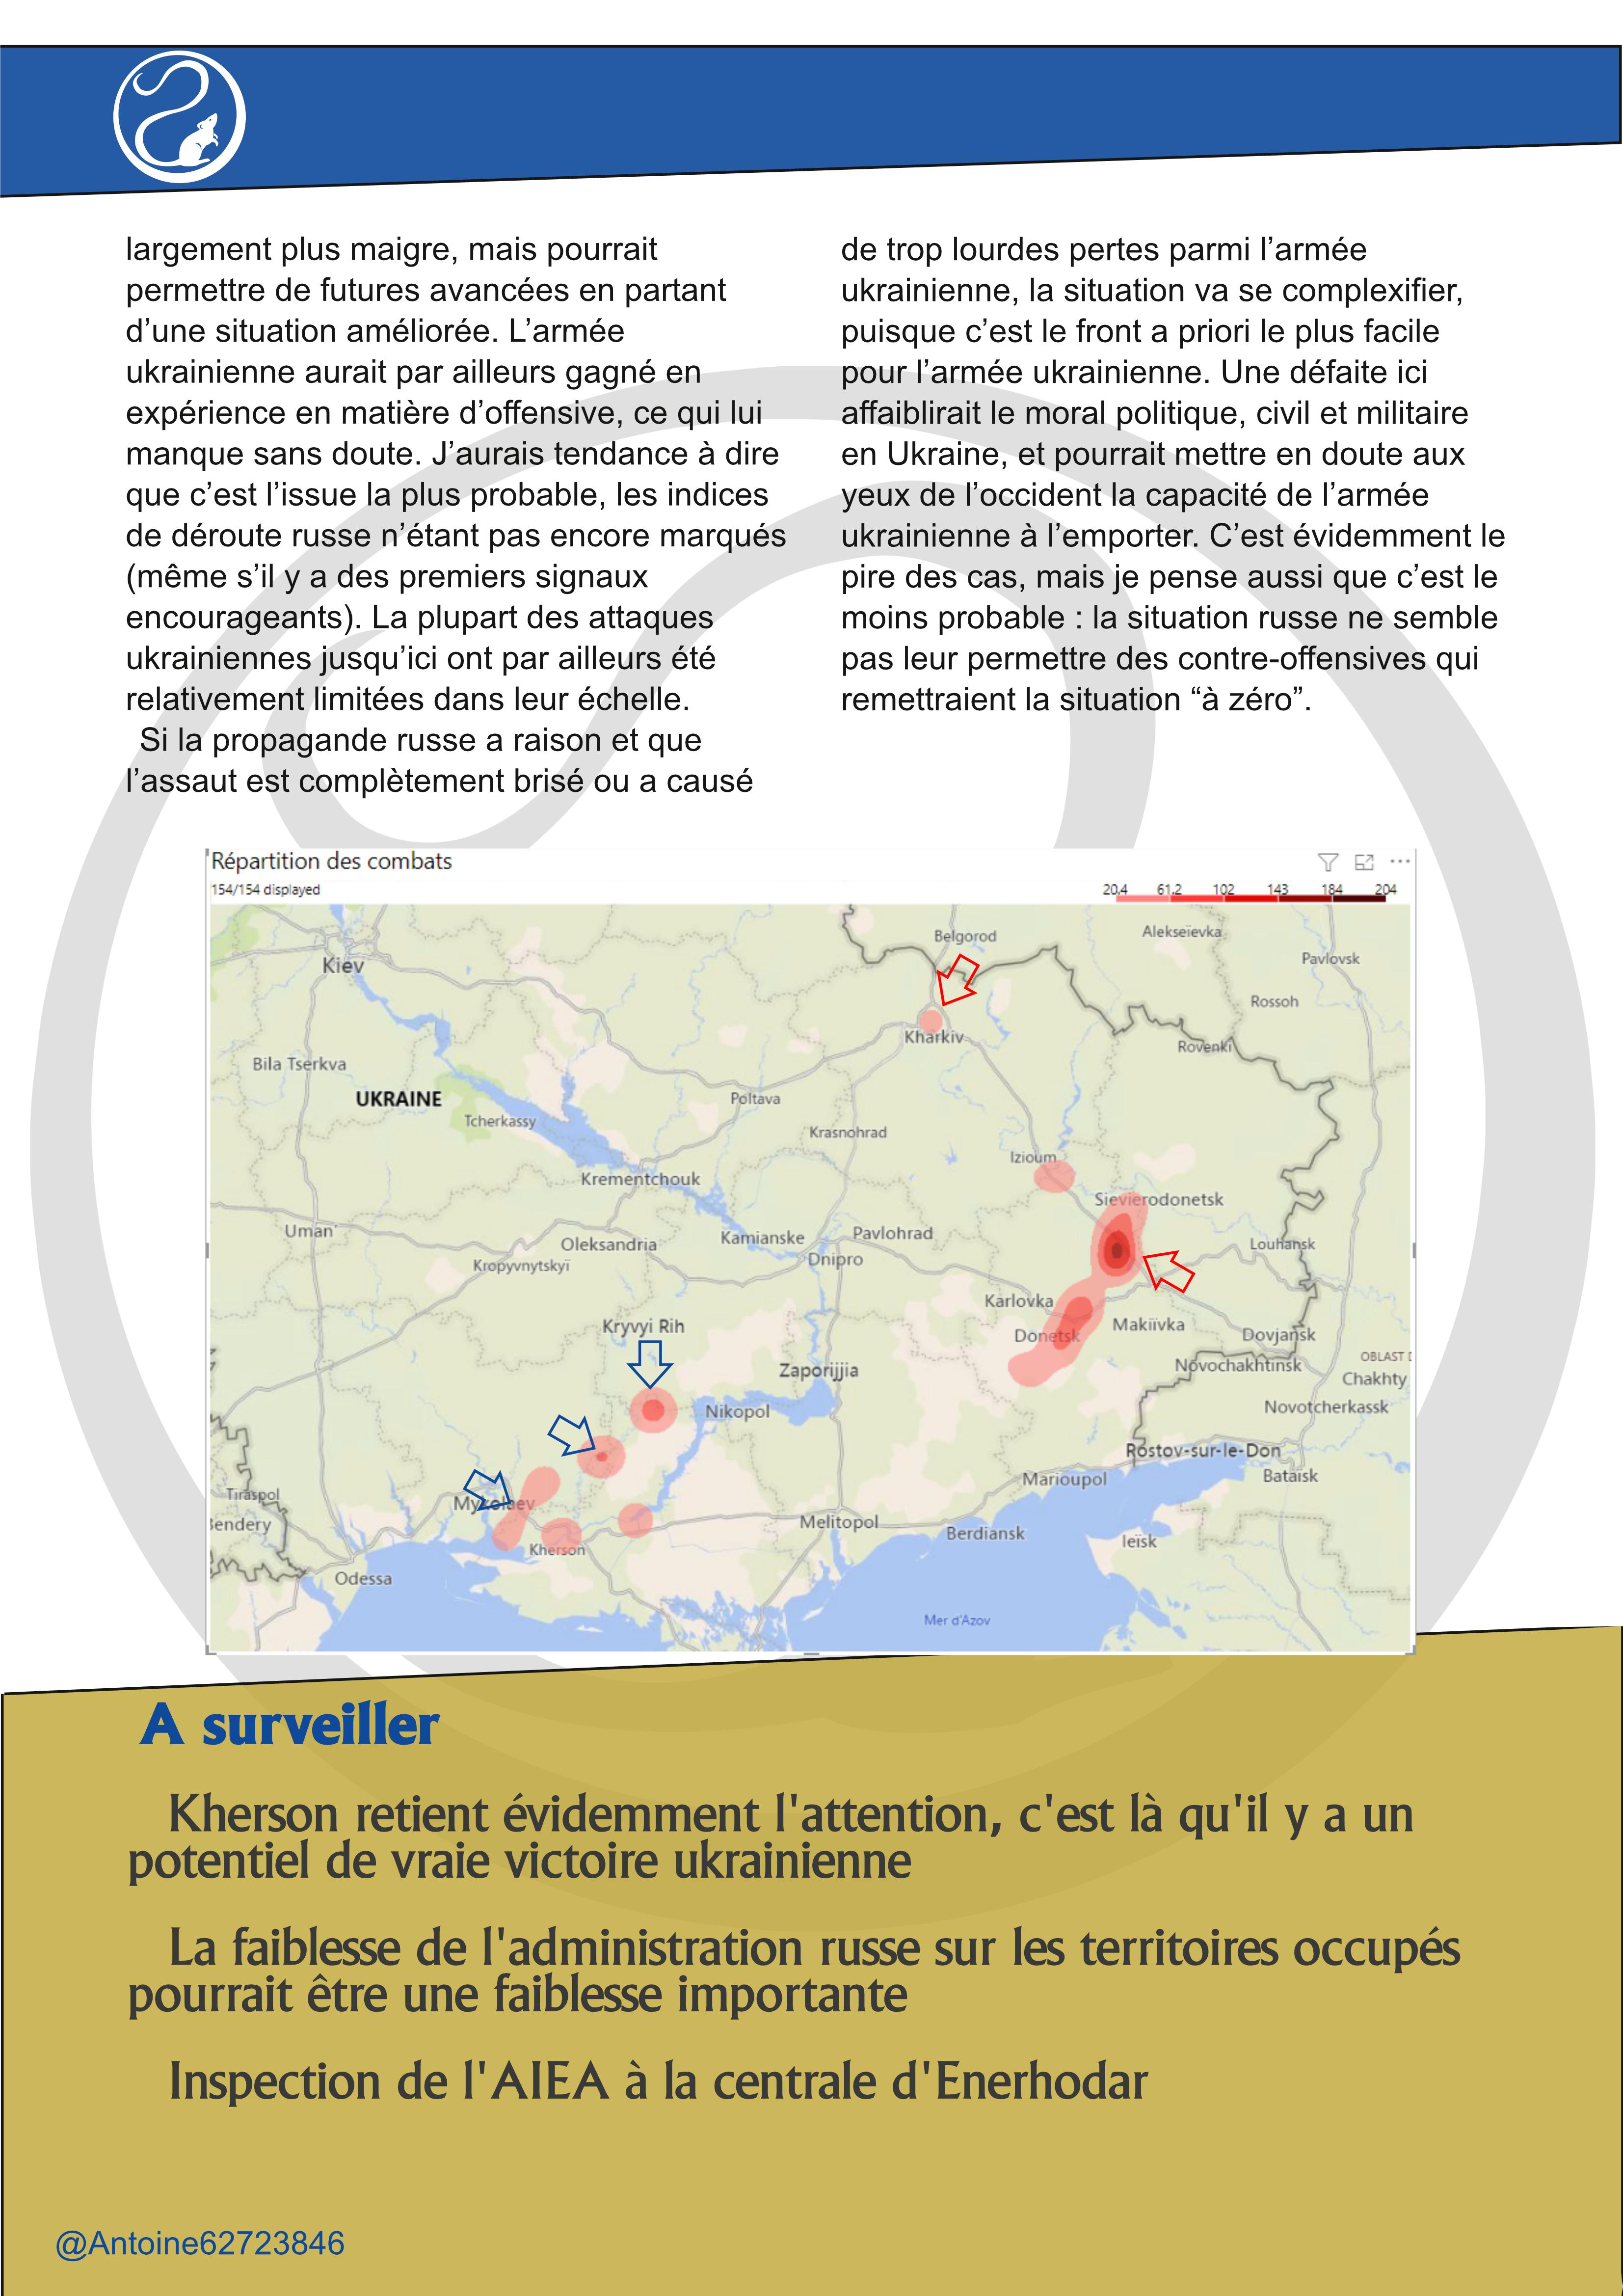 largement plus maigre, mais pourrait
permettre de futures avancées en partant
d’une situation améliorée. L’armée
ukrainienne aurait par ailleurs gagné en
expérience en matière d’offensive, ce qui lui
manque sans doute. J’aurais tendance à dire
que c’est l’issue la plus probable, les indices
de déroute russe n’étant pas encore marqués
(même s’il y a des premiers signaux
encourageants). La plupart des attaques
ukrainiennes jusqu’ici ont par ailleurs été
relativement limitées dans leur échelle.
Si la propagande russe a raison et que
l’assaut est complètement brisé ou a causé
de trop lourdes pertes parmi l’armée
ukrainienne, la situation va se complexifier,
puisque c’est le front a priori le plus facile
pour l’armée ukrainienne. Une défaite ici
affaiblirait le moral politique, civil et militaire
en Ukraine, et pourrait mettre en doute aux
yeux de l’occident la capacité de l’armée
ukrainienne à l’emporter. C’est évidemment le
pire des cas, mais je pense aussi que c’est le
moins probable : la situation russe ne semble
pas leur permettre des contre-offensives qui
remettraient la situation “à zéro”.
Répartition des combats
154/154 displayed
20,4 61,2 102 143 184 204
Belgorod
Alekseïevka
Pavlovsk
Kiev
Rossoh
Kharkiv
Rovenki
Bila Tserkva
UKRAINE
Poltava
Tcherkassy
Krasnohrad
Izioum
Krementchouk
Sievierodonetsk
Uman'
Oleksandria
Kamianske
Pavlohrad
Louhansk
Kropyvnytskyï
Dnipro
Karlovka
Kryvyi Rih
Donetsk
Makiïvka
Dovjansk
Zaporijjia
Novochakhtinsk
OBLAST D
Chakhty
Nikopol
Novotcherkassk
Rostov-sur-le-Don
Marioupol
Bataïsk
Tiraspol
Mykolaev
Bendery
Melitopol
Berdiansk
Ieïsk
Kherson
Odessa
Mer d'Azov
A surveiller
Kherson retient évidemment l'attention, c'est là qu'il y a un
potentiel de vraie victoire ukrainienne
La faiblesse de l'administration russe sur les territoires occupés
pourrait être une faiblesse importante
Inspection de l'AIEA à la centrale d'Enerhodar
@Antoine62723846